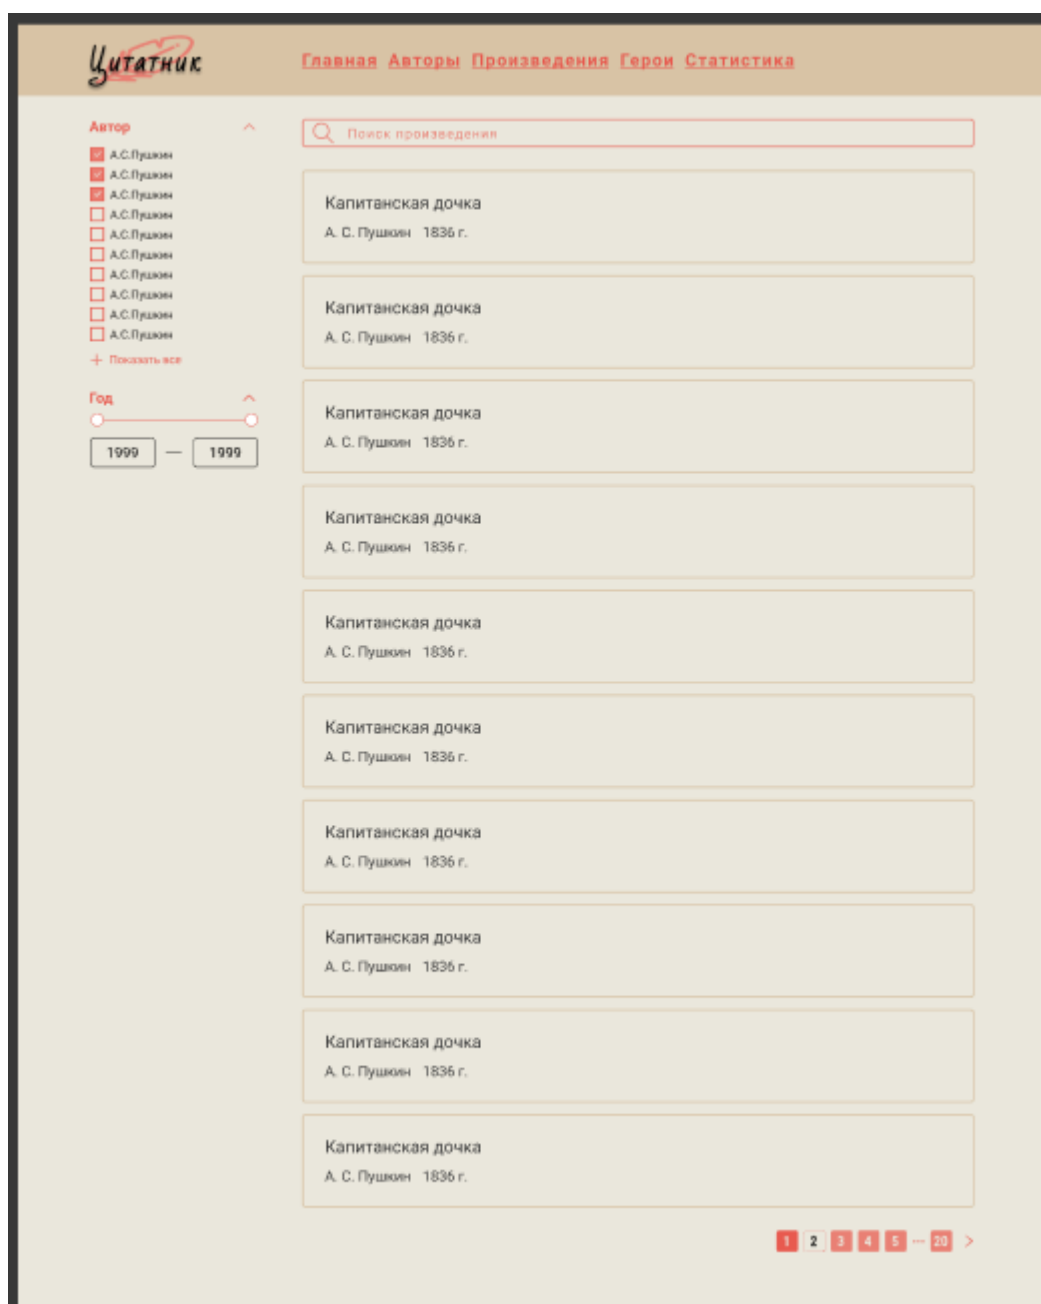 Цитатник
Главная Авторы Произведения Герои Статистика
Автор
А.С.Пушкин
А.С.Пушкин
А.С.Пушкин
А.С.Пушкин
А.С.Пушкин
А.С.Пушкин
А.С.Пушкин
А.С.Пушкин
А.С.Пушкин
А.С.Пушкин
+ Показать все
Год
1999 — 1999
Поиск произведения
Капитанская дочка
А. С. Пушкин 1836 г.
Капитанская дочка
А. С. Пушкин 1836 г.
Капитанская дочка
А. С. Пушкин 1836 г.
Капитанская дочка
А. С. Пушкин 1836 г.
Капитанская дочка
А. С. Пушкин 1836 г.
Капитанская дочка
А. С. Пушкин 1836 г.
Капитанская дочка
А. С. Пушкин 1836 г.
Капитанская дочка
А. С. Пушкин 1836 г.
Капитанская дочка
А. С. Пушкин 1836 г.
Капитанская дочка
А. С. Пушкин 1836 г.
1 2 3 4 5 ... 20 >